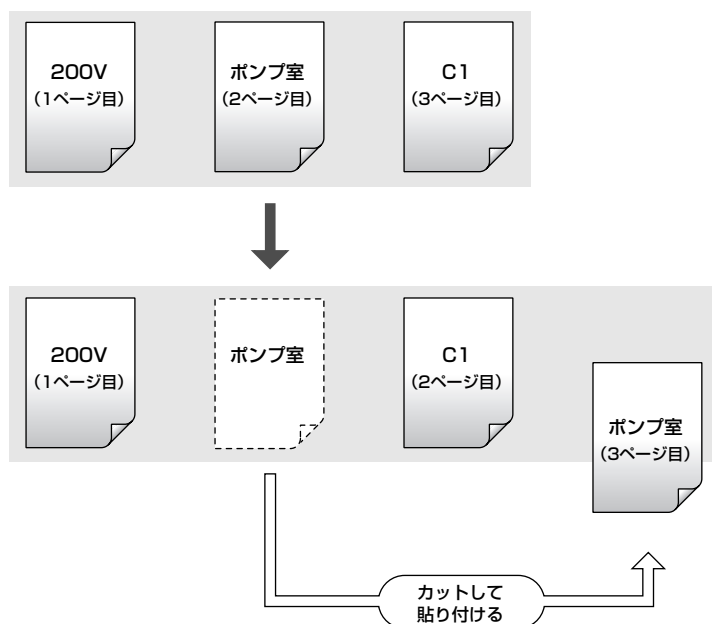 200V
(1ページ目)
ポンプ室
(2ページ目)
C1
(3ページ目)
200V
(1ページ目)
ポンプ室
C1
(2ページ目)
ポンプ室
(3ページ目)
カットして
貼り付ける